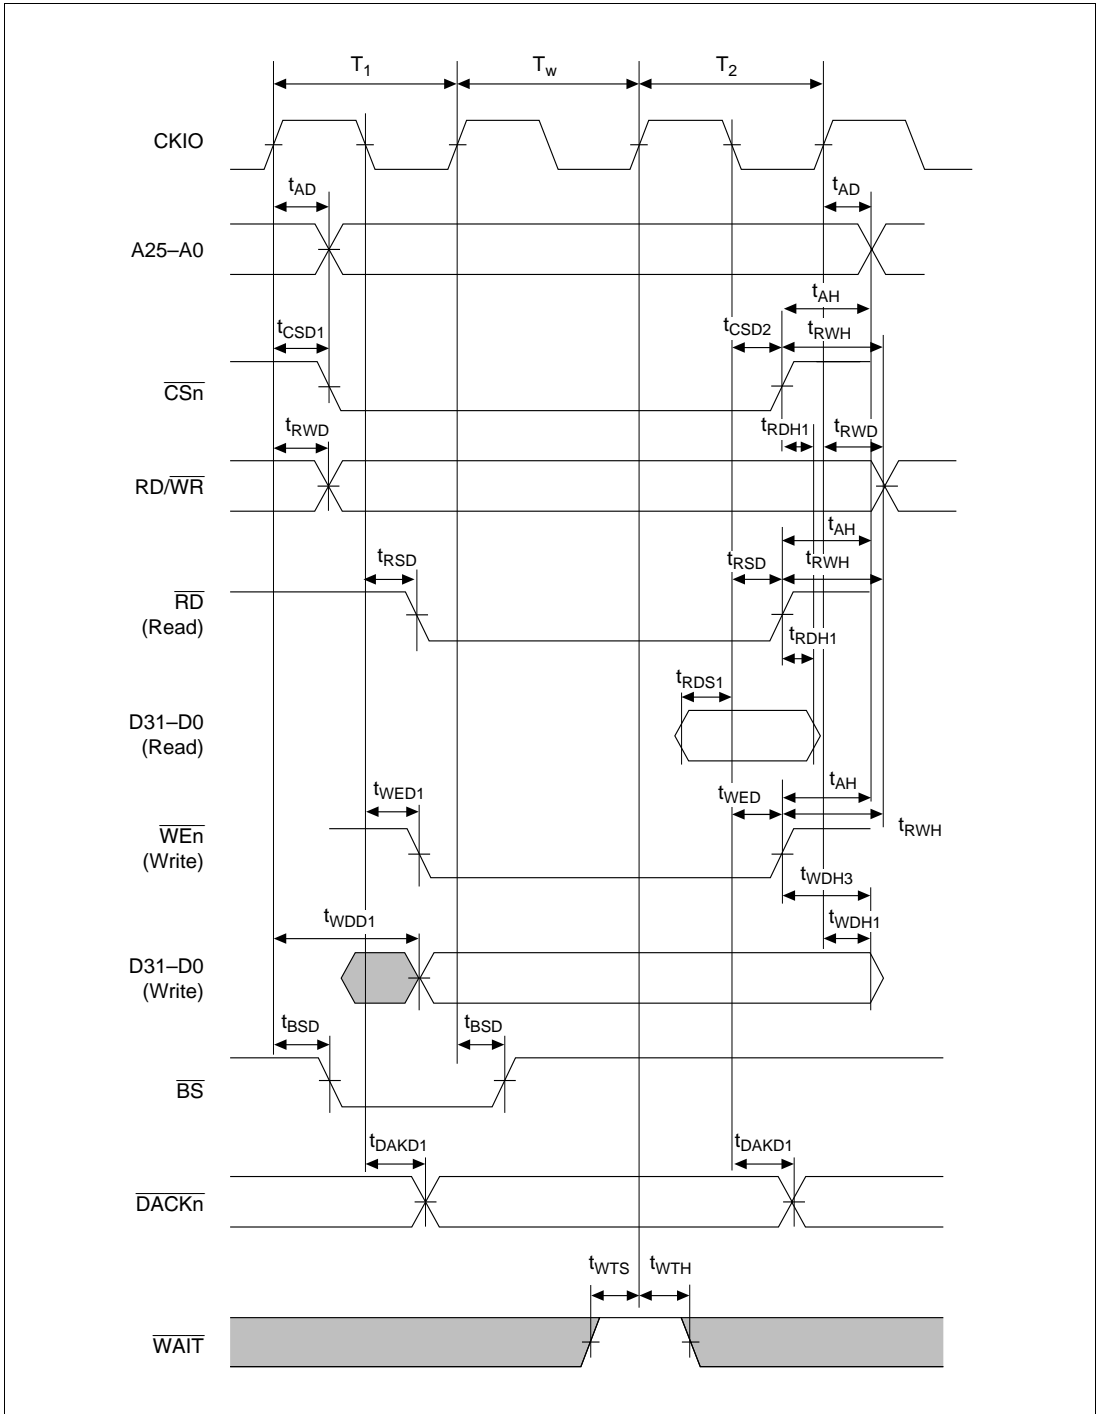 T1 Tw T2
CKIO
tAD tAD
A25–A0
tAH
tCSD1 tCSD2 tRWH
CSn
tRWD tRDH1 tRWD
RD/WR
tAH
tRSD tRSD tRWH
RD
(Read)
tRDH1
tRDS1
D31–D0
(Read)
tWED1 tWED tAH
tRWH
WEn
(Write)
tWDH3
tWDD1 tWDH1
D31–D0
(Write)
tBSD tBSD
BS
tDAKD1 tDAKD1
DACKn
tWTS tWTH
WAIT